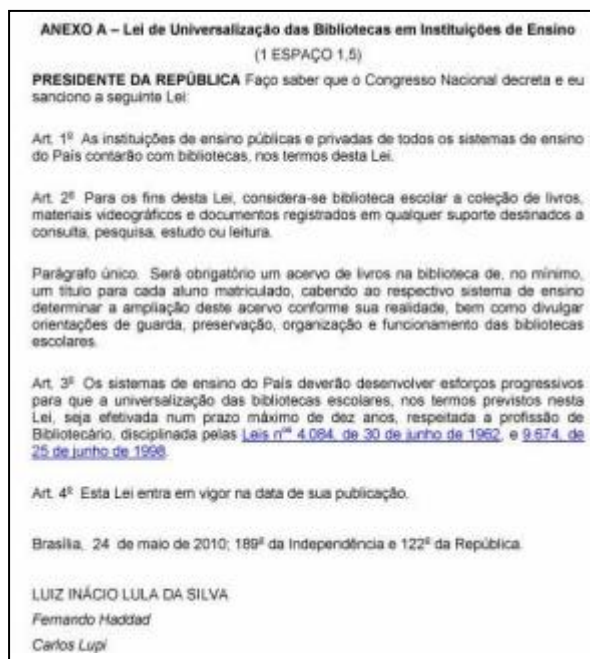 ANEXO A – Lei de Universalização das Bibliotecas em Instituições de Ensino
(1 ESPAÇO 1,5)
PRESIDENTE DA REPÚBLICA Faço saber que o Congresso Nacional decreta e eu
sanciono a seguinte Lei:
Art. 1º As instituições de ensino públicas e privadas de todos os sistemas de ensino
do País contarão com bibliotecas, nos termos desta Lei.
Art. 2º Para os fins desta Lei, considera-se biblioteca escolar a coleção de livros,
materiais videográficos e documentos registrados em qualquer suporte destinados a
consulta, pesquisa, estudo ou leitura.
Parágrafo único. Será obrigatório um acervo de livros na biblioteca de, no mínimo,
um título para cada aluno matriculado, cabendo ao respectivo sistema de ensino
determinar a ampliação deste acervo conforme sua realidade, bem como divulgar
orientações de guarda, preservação, organização e funcionamento das bibliotecas
escolares.
Art. 3º Os sistemas de ensino do País deverão desenvolver esforços progressivos
para que a universalização das bibliotecas escolares, nos termos previstos nesta
Lei, seja efetivada num prazo máximo de dez anos, respeitada a profissão de
Bibliotecário, disciplinada pelas Leis nºs 4.084, de 30 de junho de 1962, e 9.674, de
25 de junho de 1998.
Art. 4º Esta Lei entra em vigor na data de sua publicação.
Brasília, 24 de maio de 2010; 189º da Independência e 122º da República.
LUIZ INÁCIO LULA DA SILVA
Fernando Haddad
Carlos Lupi